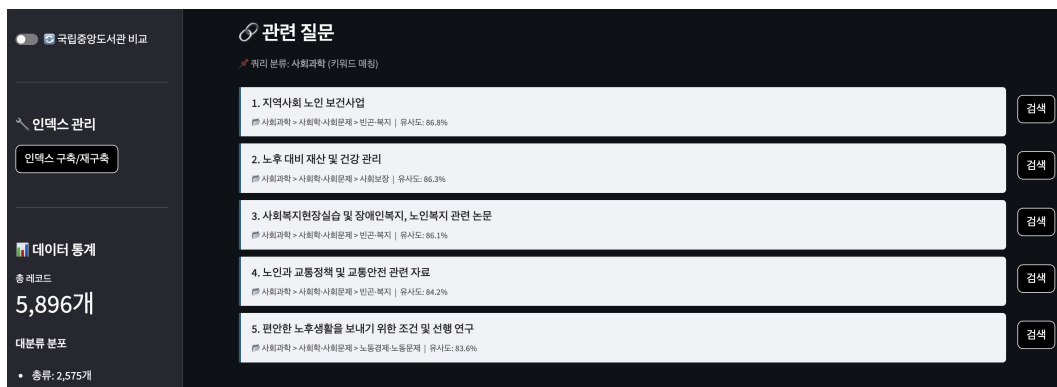 국립중앙도서관 비교
인덱스 관리
인덱스 구축/재구축
데이터 통계
총 레코드
5,896개
대분류 분포
• 총류: 2,575개
관련 질문
쿼리 분류: 사회과학 (키워드 매칭)
1. 지역사회 노인 보건사업
사회과학 > 사회학·사회문제 > 빈곤·복지 | 유사도: 86.8%
검색
2. 노후 대비 재산 및 건강 관리
사회과학 > 사회학·사회문제 > 사회보장 | 유사도: 86.3%
검색
3. 사회복지현장실습 및 장애인복지, 노인복지 관련 논문
사회과학 > 사회학·사회문제 > 빈곤·복지 | 유사도: 86.1%
검색
4. 노인과 교통정책 및 교통안전 관련 자료
사회과학 > 사회학·사회문제 > 빈곤·복지 | 유사도: 84.2%
검색
5. 편안한 노후생활을 보내기 위한 조건 및 선행 연구
사회과학 > 사회학·사회문제 > 노동경제·노동문제 | 유사도: 83.6%
검색